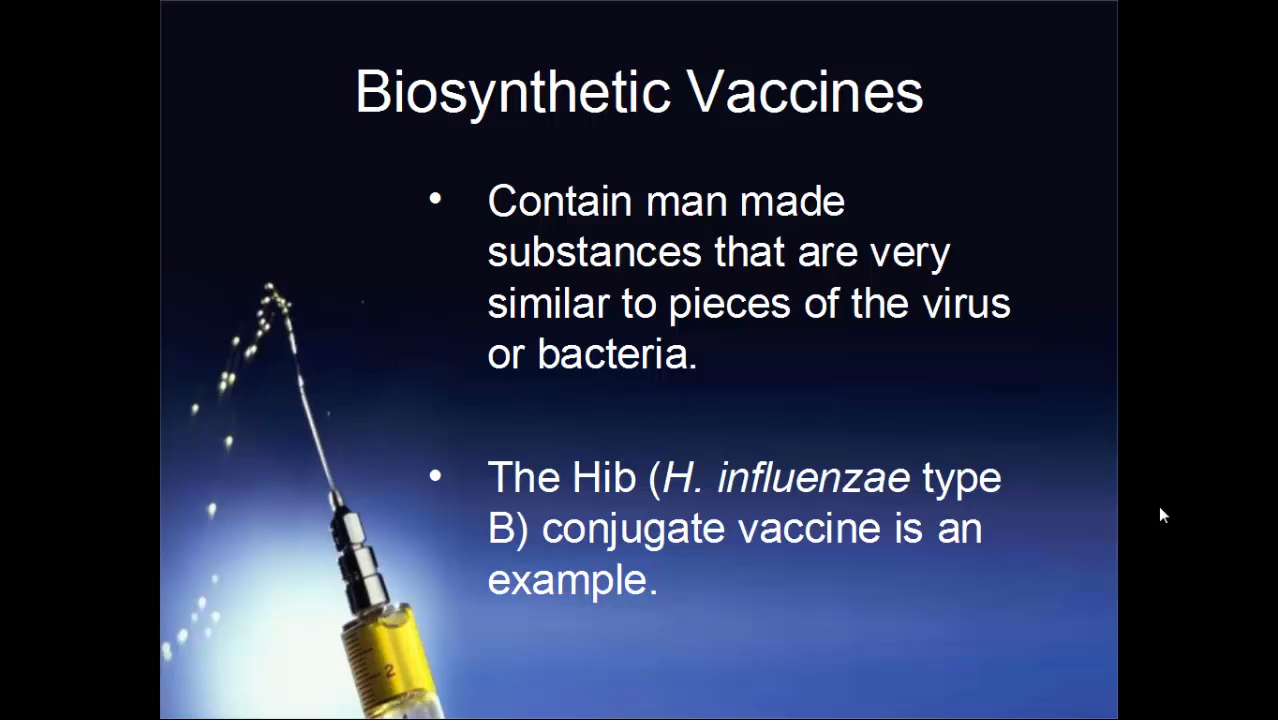 Biosynthetic Vaccines
• Contain man made
substances that are very
similar to pieces of the virus
or bacteria.
• The Hib (H. influenzae type
B) conjugate vaccine is an
example.
2